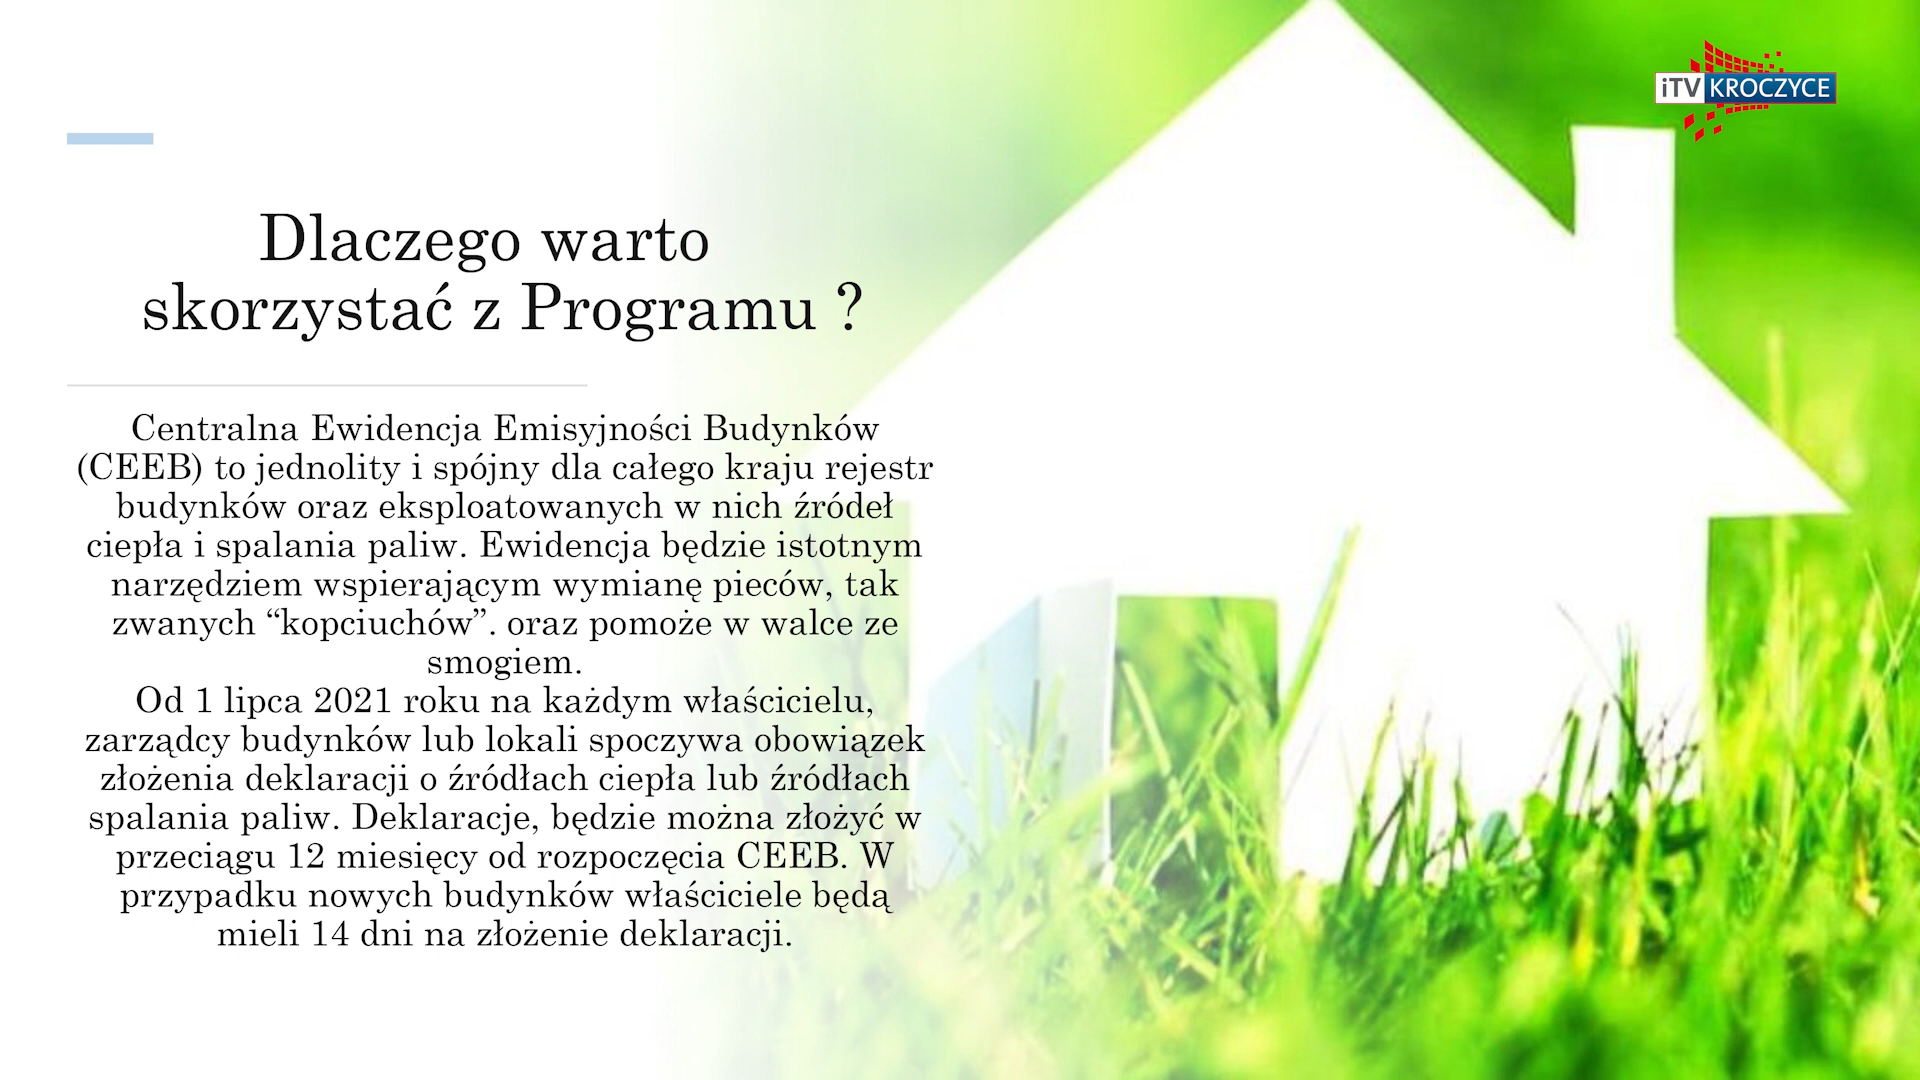 iTV KROCZYCE
Dlaczego warto
skorzystać z Programu ?
Centralna Ewidencja Emisyjności Budynków
(CEEB) to jednolity i spójny dla całego kraju rejestr
budynków oraz eksploatowanych w nich źródeł
ciepła i spalania paliw. Ewidencja będzie istotnym
narzędziem wspierającym wymianę pieców, tak
zwanych “kopciuchów”. oraz pomoże w walce ze
smogiem.
Od 1 lipca 2021 roku na każdym właścicielu,
zarządcy budynków lub lokali spoczywa obowiązek
złożenia deklaracji o źródłach ciepła lub źródłach
spalania paliw. Deklaracje, będzie można złożyć w
przeciągu 12 miesięcy od rozpoczęcia CEEB. W
przypadku nowych budynków właściciele będą
mieli 14 dni na złożenie deklaracji.